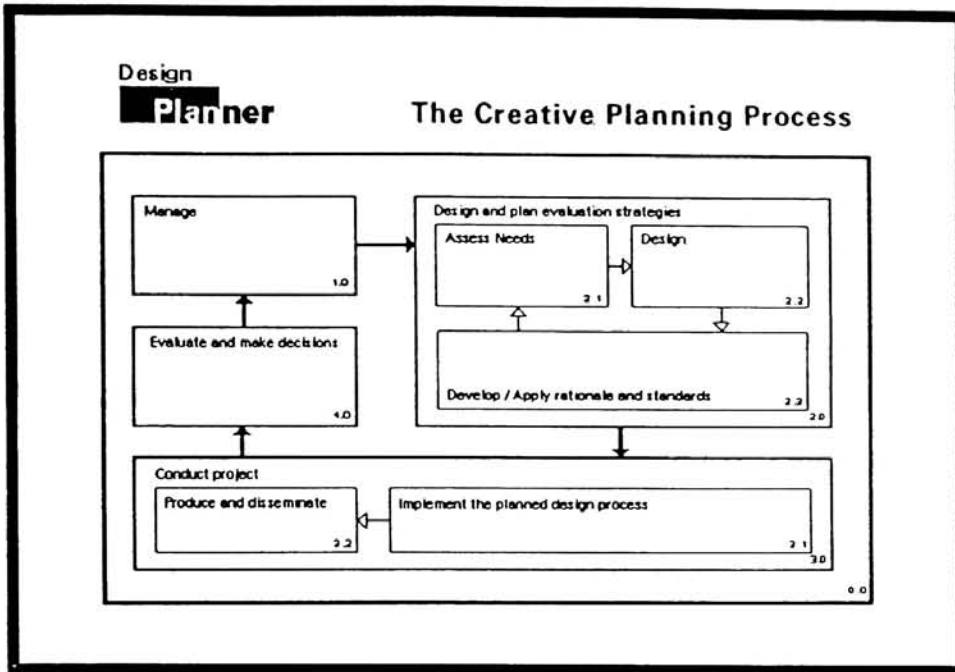 Design
Planner
The Creative Planning Process
Manage
1.0
Design and plan evaluation strategies
Assess Needs
2.1
Design
2.2
Develop / Apply rationale and standards
2.3
2.0
Evaluate and make decisions
4.0
Conduct project
Produce and disseminate
3.2
Implement the planned design process
3.1
3.0
0.0